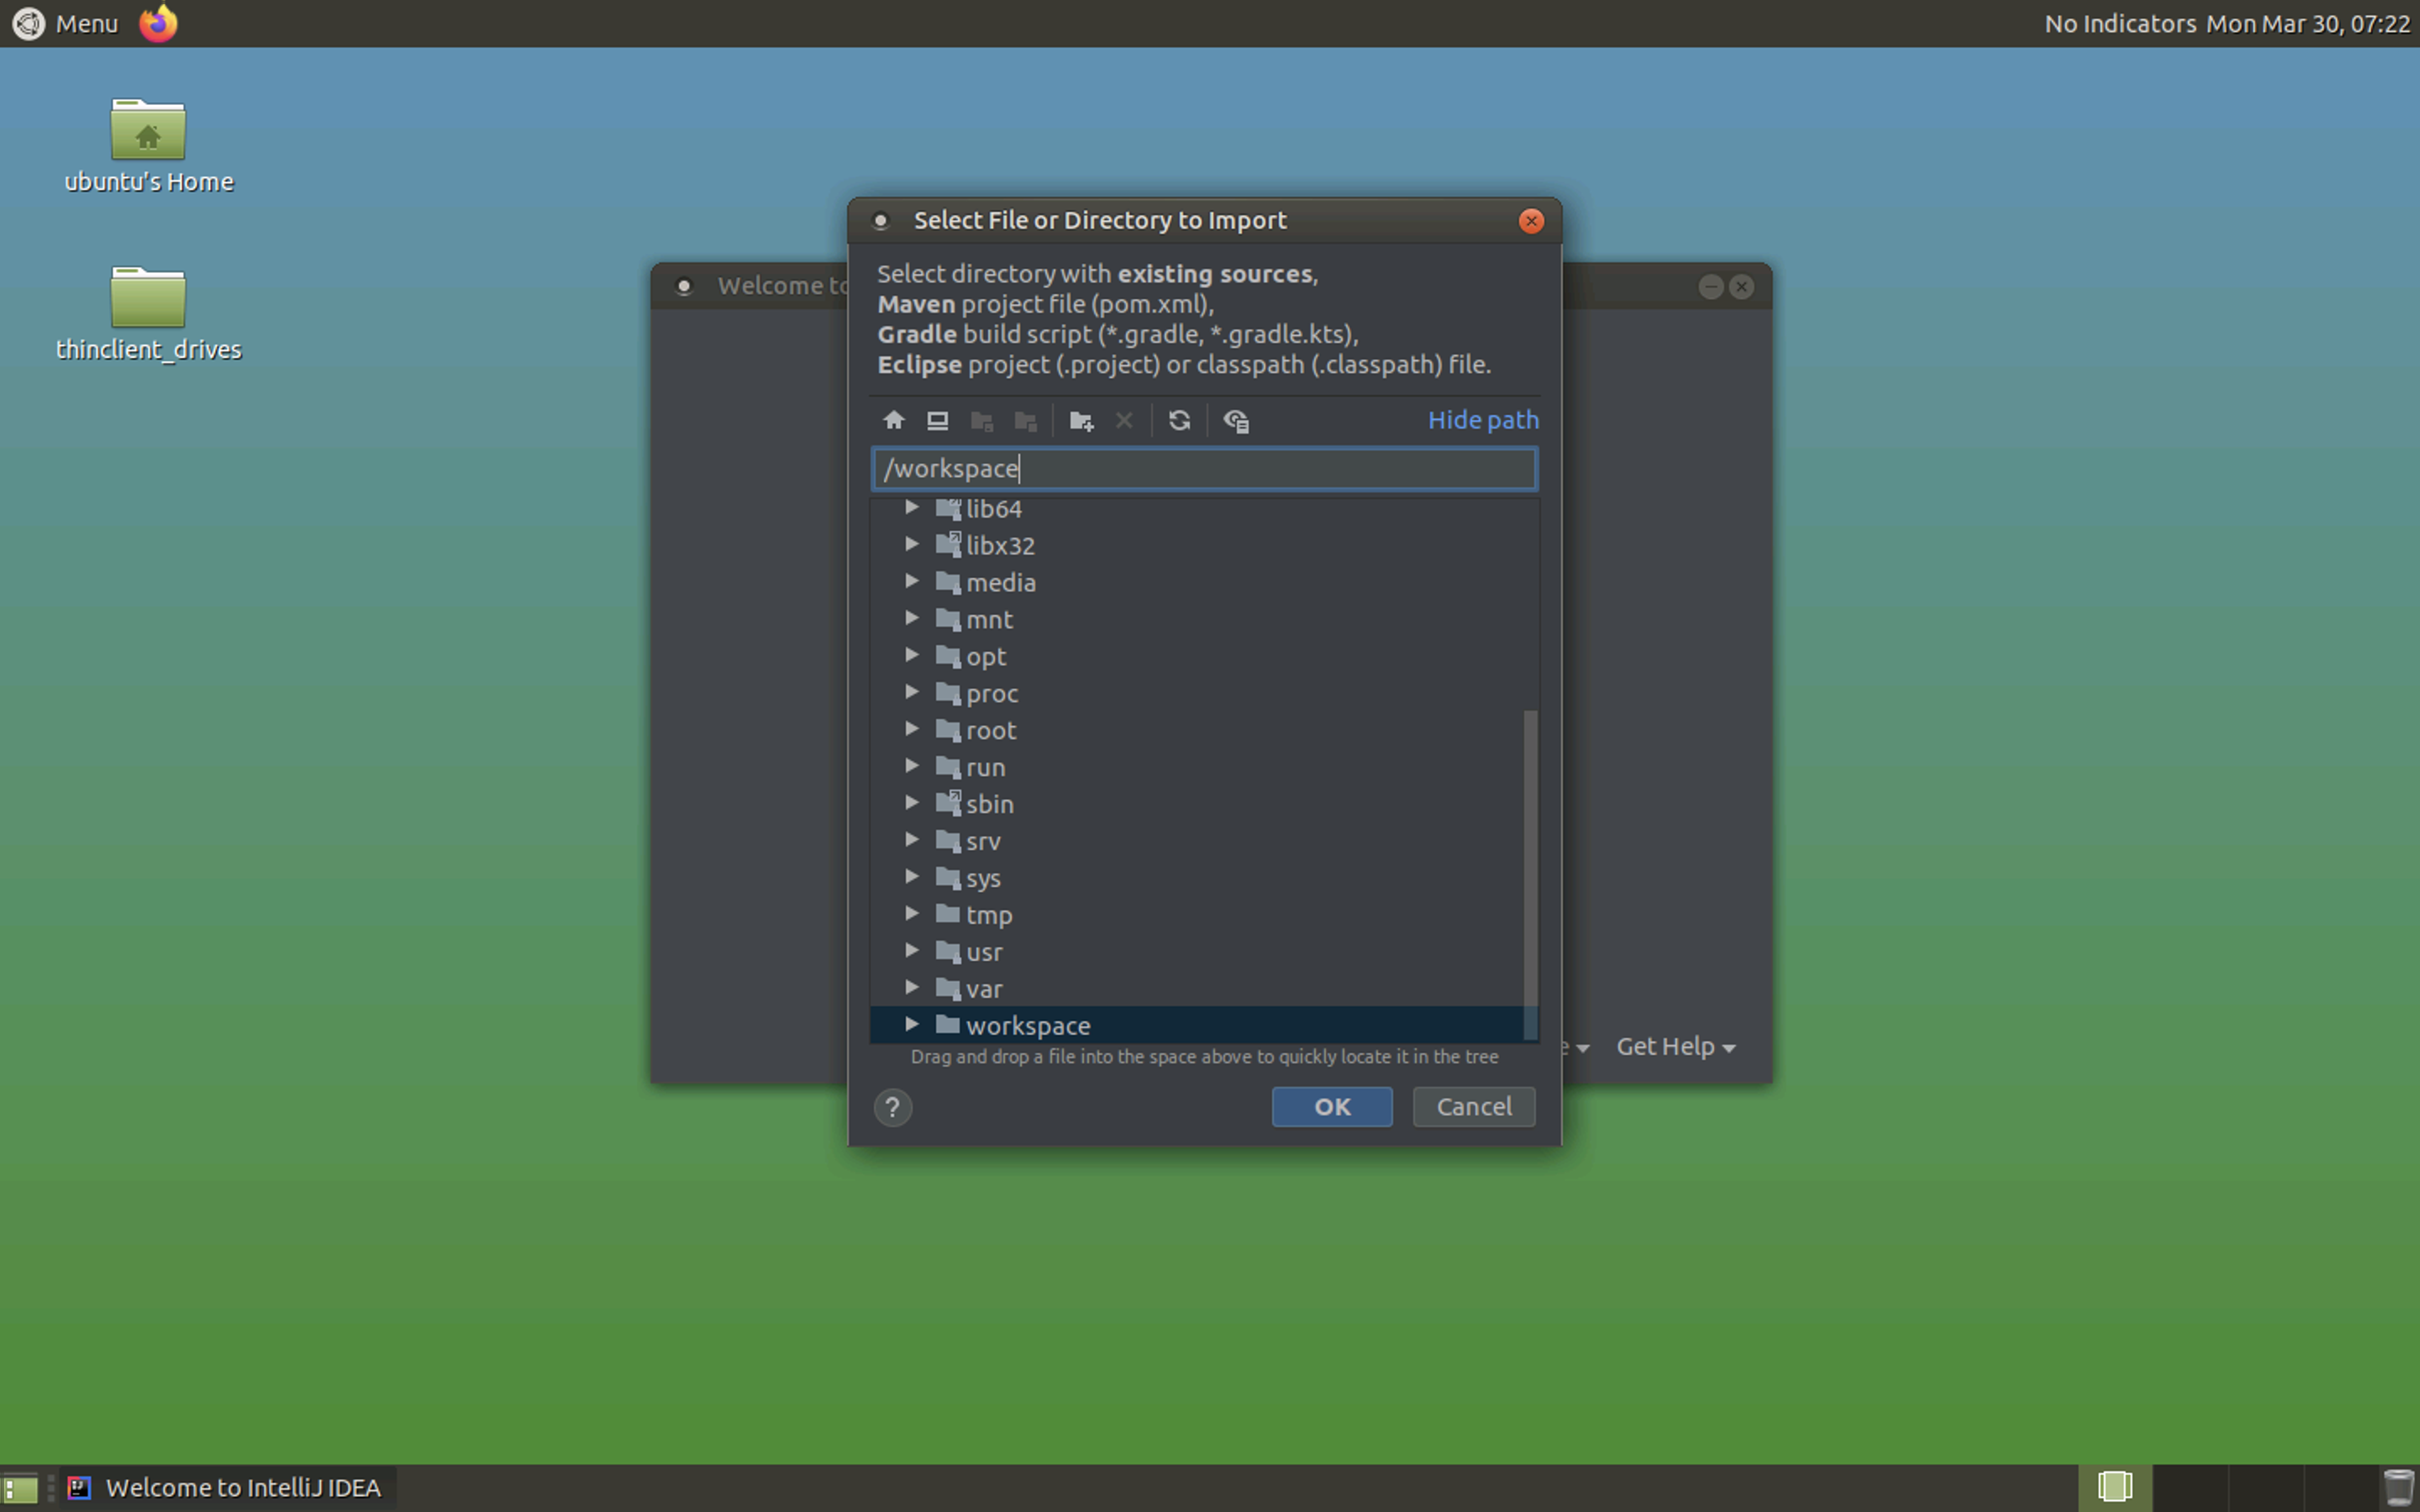 Menu
No Indicators Mon Mar 30, 07:22
ubuntu's Home
thinclient_drives
Select File or Directory to Import
Welcome to
Select directory with existing sources,
Maven project file (pom.xml),
Gradle build script (*.gradle, *.gradle.kts),
Eclipse project (.project) or classpath (.classpath) file.
Hide path
/workspace
lib64
libx32
media
mnt
opt
proc
root
run
sbin
srv
sys
tmp
usr
var
workspace
Drag and drop a file into the space above to quickly locate it in the tree
Get Help
? OK Cancel
Welcome to IntelliJ IDEA